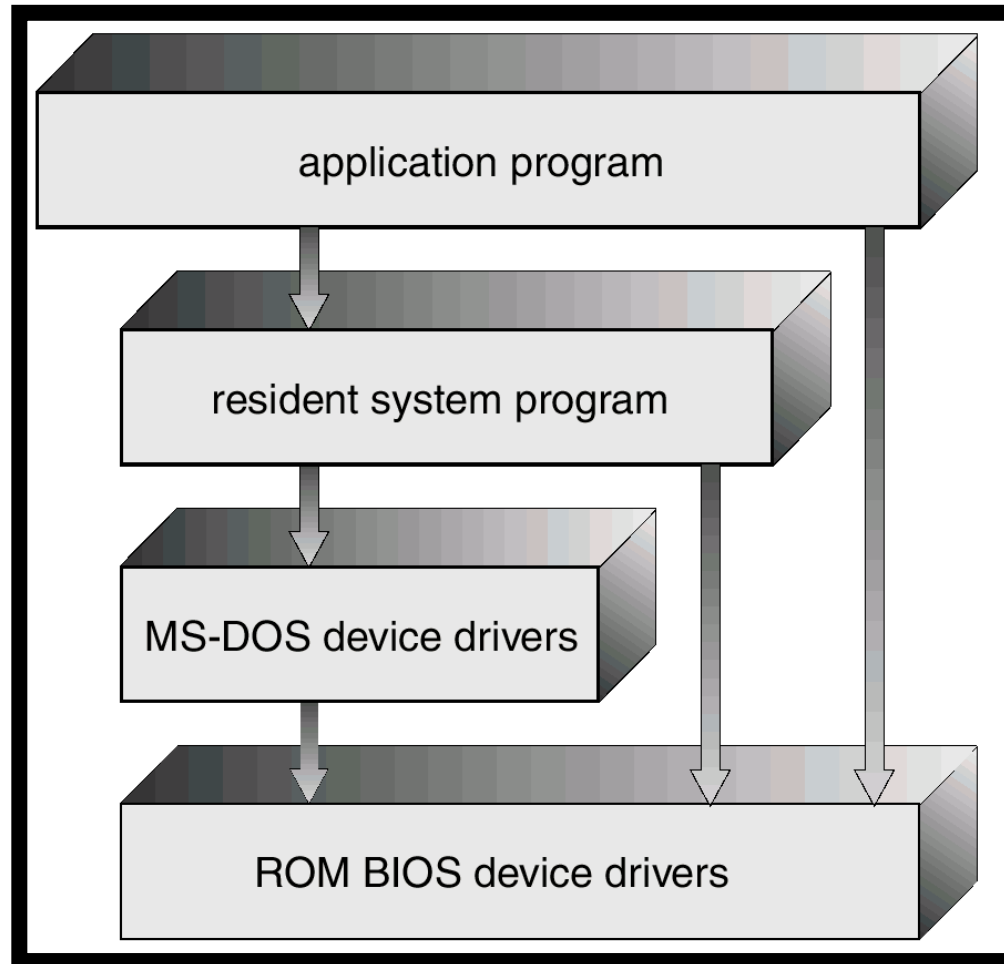 application program
resident system program
MS-DOS device drivers
ROM BIOS device drivers